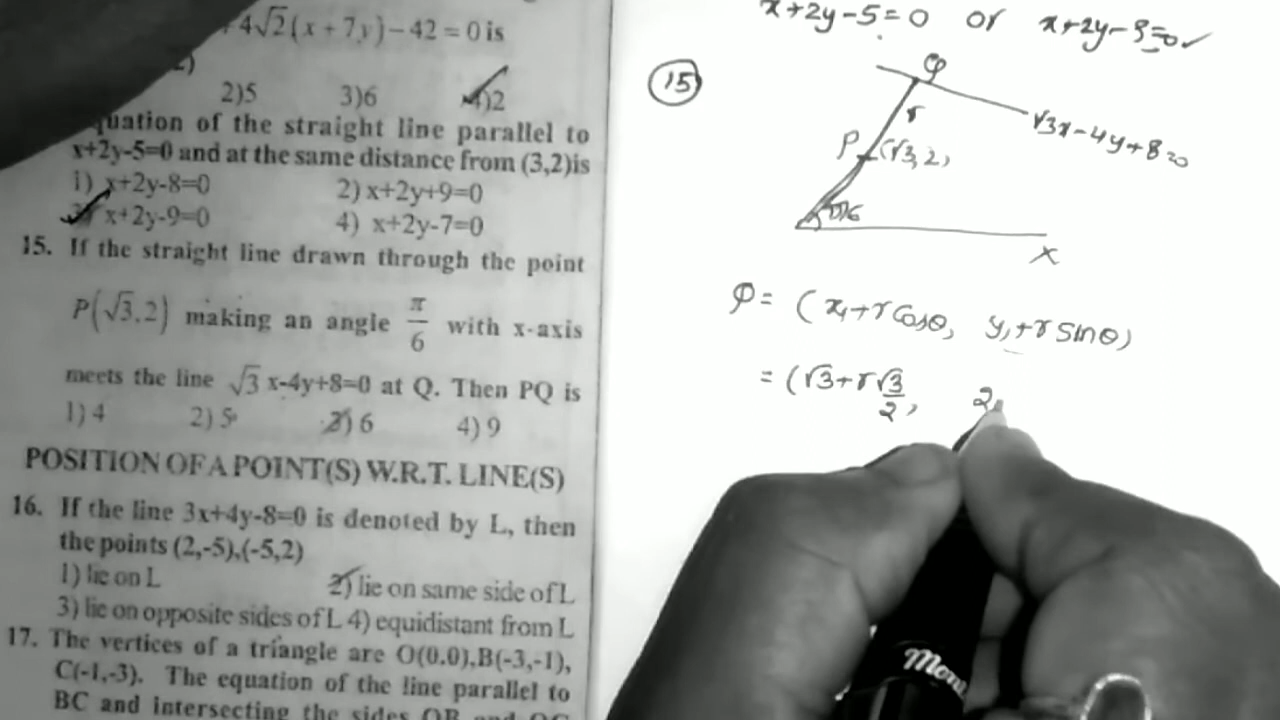 +4√2(x+7y)−42=0 is
2)5 3)6 4)2
quation of the straight line parallel to
x+2y-5=0 and at the same distance from (3,2)is
1) x+2y-8=0 2) x+2y+9=0
3) x+2y-9=0 4) x+2y-7=0
15. If the straight line drawn through the point
P(√3,2) making an angle π/6 with x-axis
meets the line √3 x-4y+8=0 at Q. Then PQ is
1) 4 2) 5 3) 6 4) 9
POSITION OF A POINT(S) W.R.T. LINE(S)
16. If the line 3x+4y-8=0 is denoted by L, then
the points (2,-5),(-5,2)
1) lie on L 2) lie on same side of L
3) lie on opposite sides of L 4) equidistant from L
17. The vertices of a triangle are O(0,0),B(-3,-1),
C(-1,-3). The equation of the line parallel to
BC and intersecting the sides OB and OC
x+2y-5=0 or x+2y-9=0 ✓
15
Q
r
√3x-4y+8=0
P (√3, 2)
π/6
X
Q = (x₁+r Cosθ, y₁+r Sinθ)
= (√3+r√3/2, 2